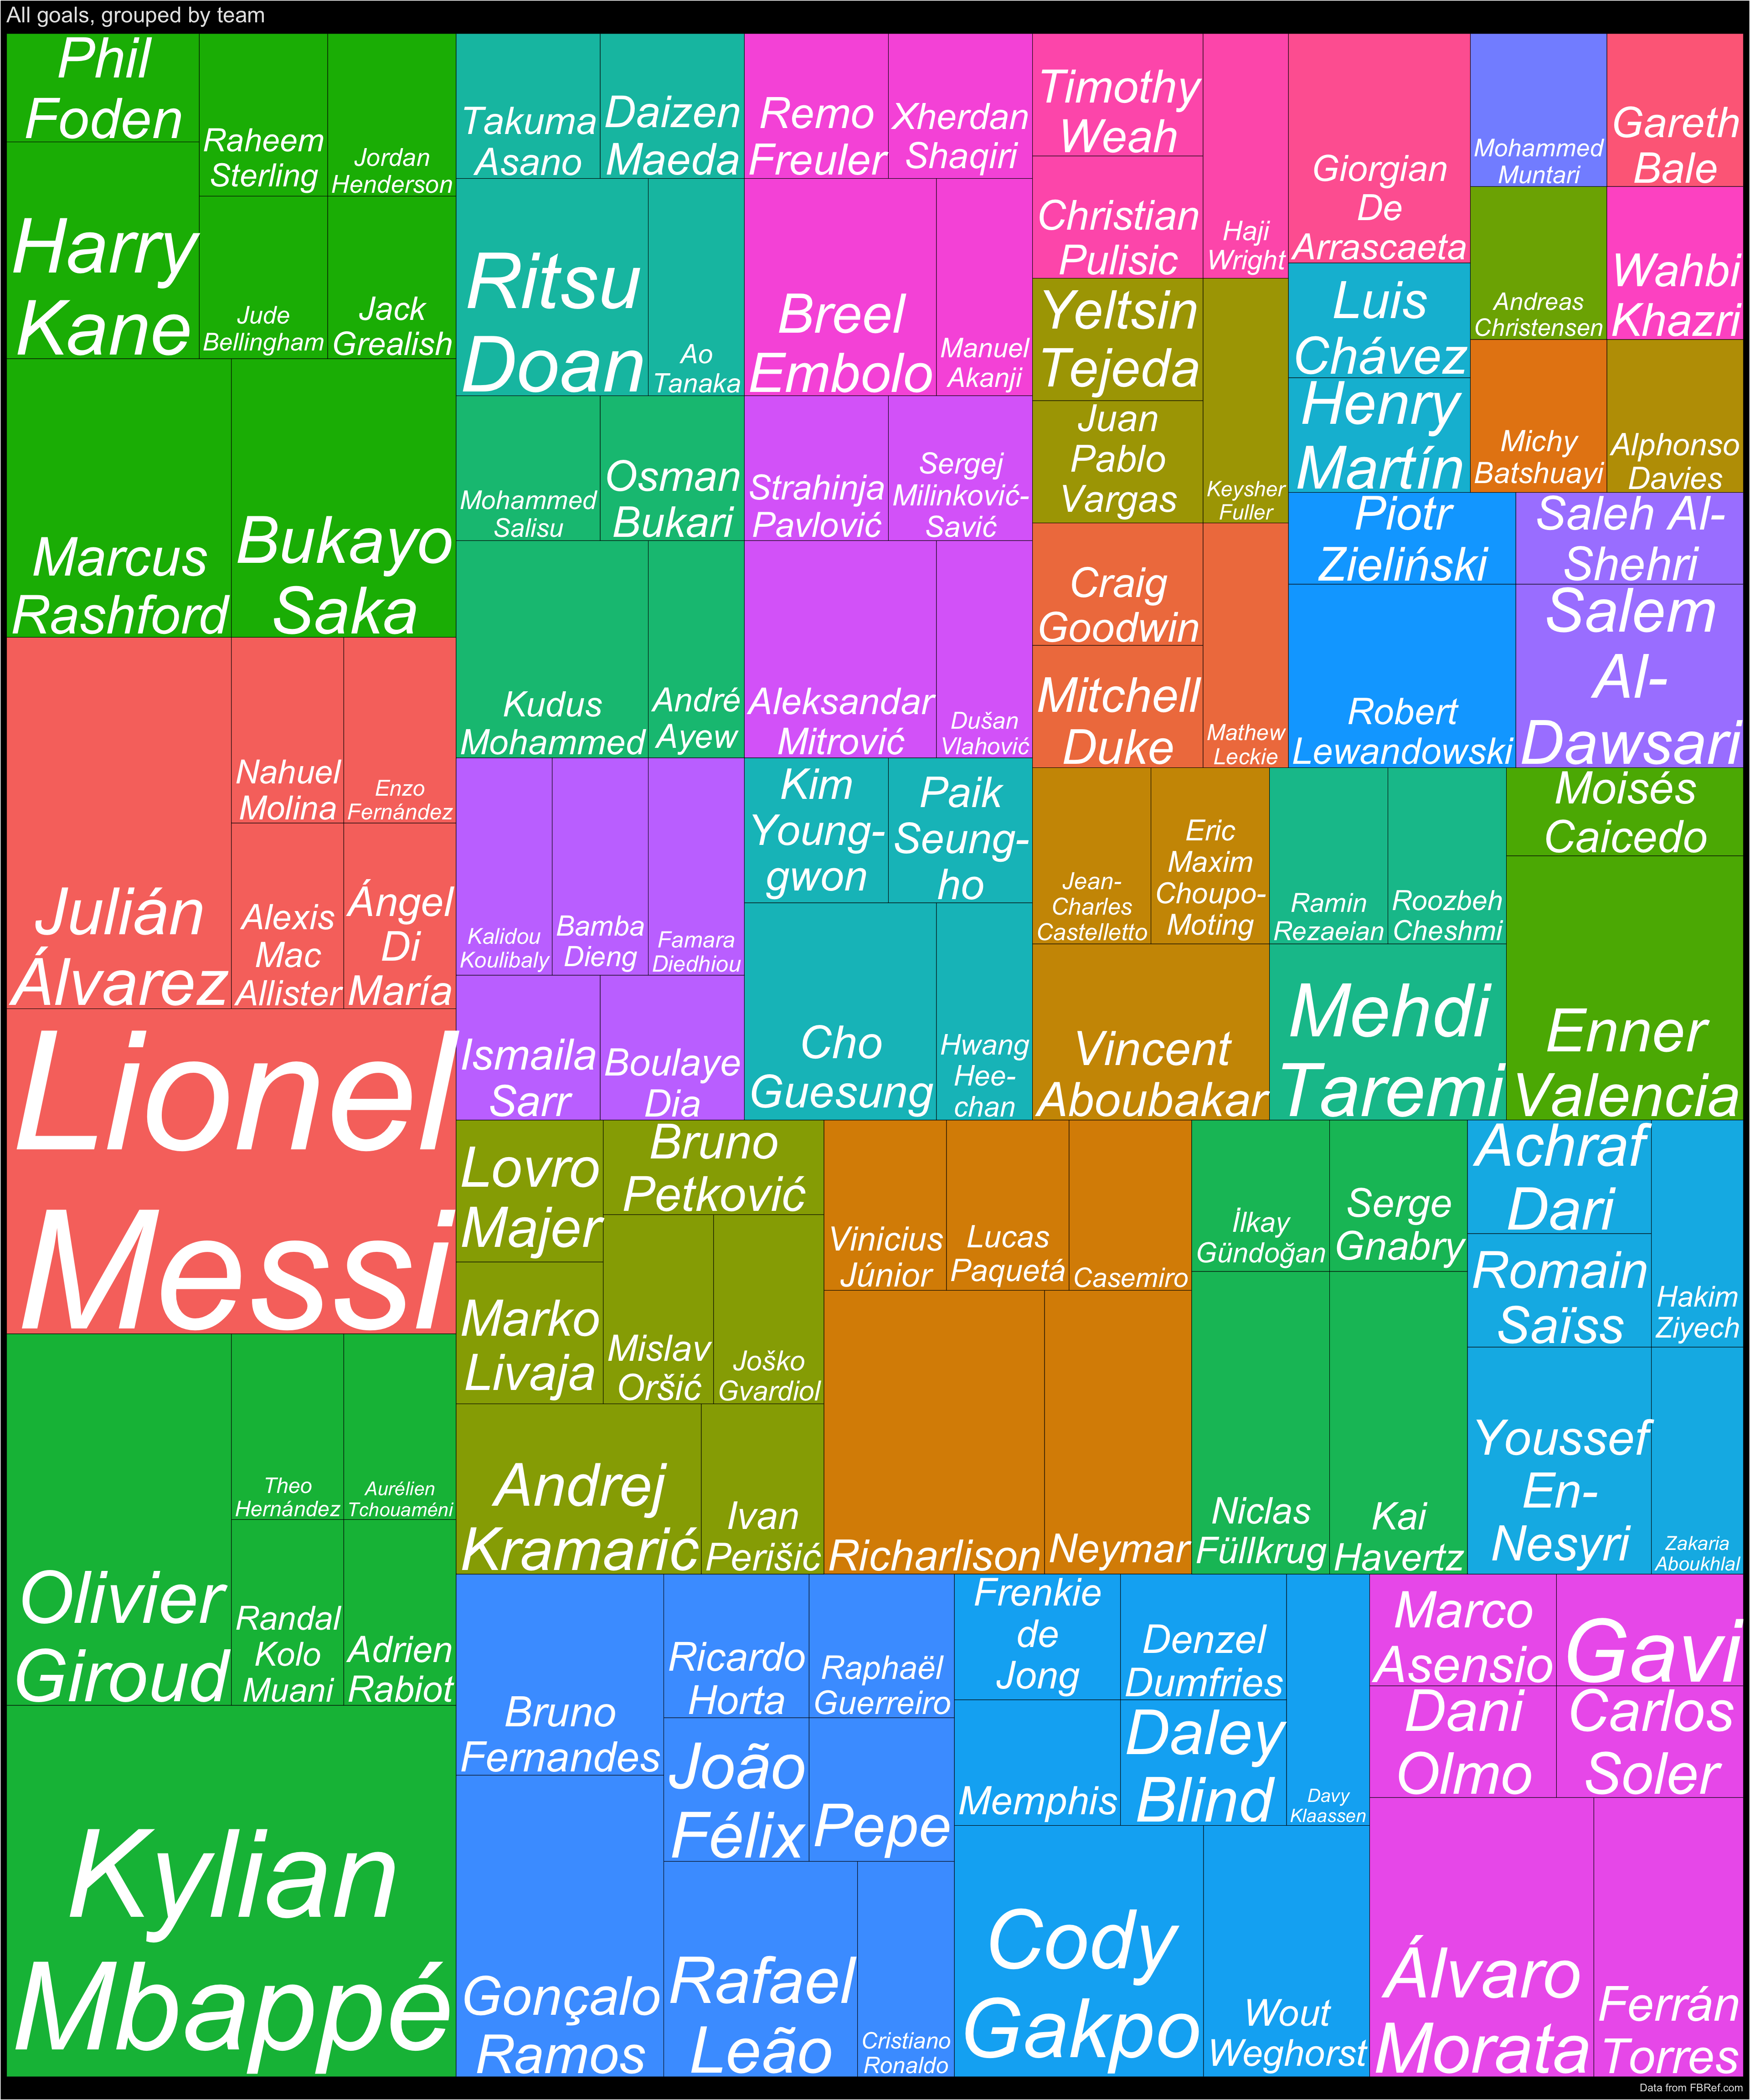 All goals, grouped by team
Phil
Foden
Raheem
Sterling
Jordan
Henderson
Harry
Kane
Jude
Bellingham
Jack
Grealish
Marcus
Rashford
Bukayo
Saka
Julián
Álvarez
Nahuel
Molina
Enzo
Fernández
Alexis
Mac
Allister
Ángel
Di
María
Lionel
Messi
Olivier
Giroud
Theo
Hernández
Aurélien
Tchouaméni
Randal
Kolo
Muani
Adrien
Rabiot
Kylian
Mbappé
Takuma
Asano
Daizen
Maeda
Ritsu
Doan
Ao
Tanaka
Mohammed
Salisu
Osman
Bukari
Kudus
Mohammed
André
Ayew
Kalidou
Koulibaly
Bamba
Dieng
Famara
Diedhiou
Ismaila
Sarr
Boulaye
Dia
Remo
Freuler
Xherdan
Shaqiri
Breel
Embolo
Manuel
Akanji
Strahinja
Pavlović
Sergej
Milinković-
Savić
Aleksandar
Mitrović
Dušan
Vlahović
Kim
Young-
gwon
Paik
Seung-
ho
Cho
Guesung
Hwang
Hee-
chan
Timothy
Weah
Christian
Pulisic
Haji
Wright
Yeltsin
Tejeda
Juan
Pablo
Vargas
Keysher
Fuller
Craig
Goodwin
Mitchell
Duke
Mathew
Leckie
Giorgian
De
Arrascaeta
Luis
Chávez
Henry
Martín
Mohammed
Muntari
Gareth
Bale
Andreas
Christensen
Wahbi
Khazri
Michy
Batshuayi
Alphonso
Davies
Piotr
Zieliński
Robert
Lewandowski
Saleh Al-
Shehri
Salem
Al-
Dawsari
Jean-
Charles
Castelletto
Eric
Maxim
Choupo-
Moting
Vincent
Aboubakar
Ramin
Rezaeian
Roozbeh
Cheshmi
Mehdi
Taremi
Moisés
Caicedo
Enner
Valencia
Lovro
Majer
Bruno
Petković
Marko
Livaja
Mislav
Oršić
Joško
Gvardiol
Andrej
Kramarić
Ivan
Perišić
Vinicius
Júnior
Lucas
Paquetá
Casemiro
Richarlison
Neymar
İlkay
Gündoğan
Serge
Gnabry
Niclas
Füllkrug
Kai
Havertz
Achraf
Dari
Romain
Saïss
Hakim
Ziyech
Youssef
En-
Nesyri
Zakaria
Aboukhlal
Bruno
Fernandes
Gonçalo
Ramos
Ricardo
Horta
Raphaël
Guerreiro
João
Félix
Pepe
Rafael
Leão
Cristiano
Ronaldo
Frenkie
de
Jong
Denzel
Dumfries
Memphis
Daley
Blind
Davy
Klaassen
Cody
Gakpo
Wout
Weghorst
Marco
Asensio
Gavi
Dani
Olmo
Carlos
Soler
Álvaro
Morata
Ferrán
Torres
Data from FBRef.com